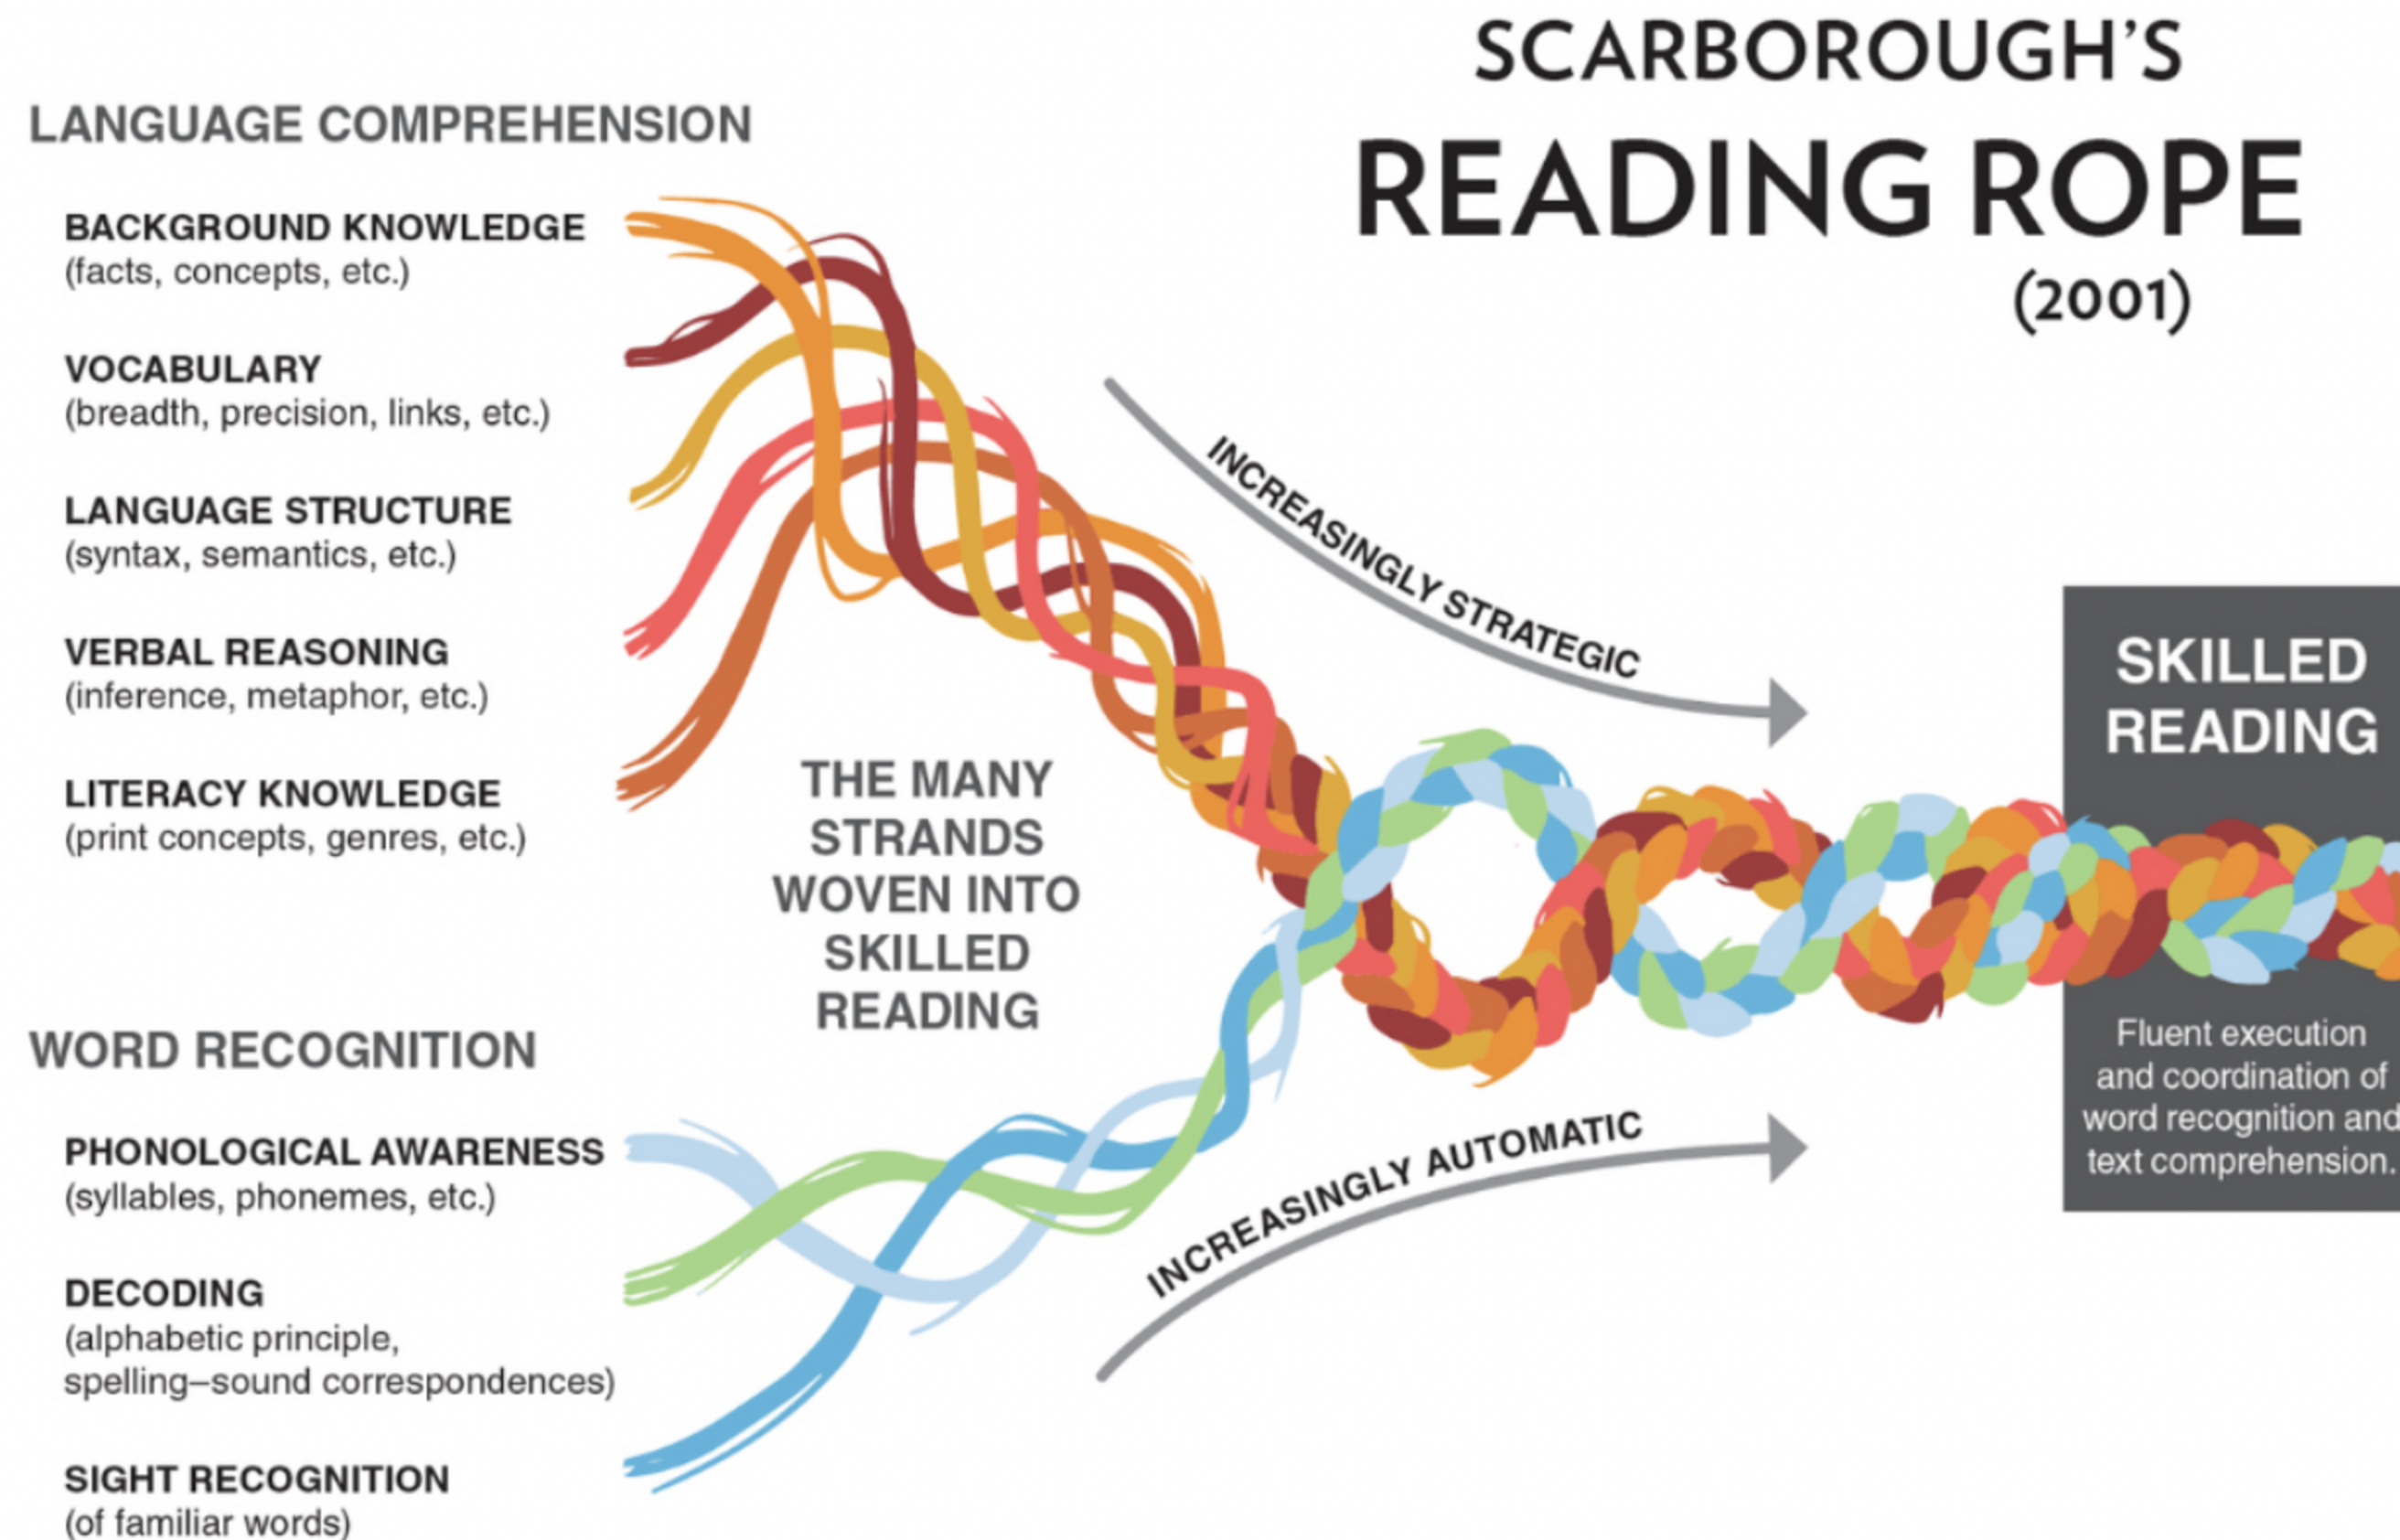 SCARBOROUGH'S
READING ROPE
(2001)
LANGUAGE COMPREHENSION
BACKGROUND KNOWLEDGE
(facts, concepts, etc.)
VOCABULARY
(breadth, precision, links, etc.)
LANGUAGE STRUCTURE
(syntax, semantics, etc.)
VERBAL REASONING
(inference, metaphor, etc.)
LITERACY KNOWLEDGE
(print concepts, genres, etc.)
WORD RECOGNITION
PHONOLOGICAL AWARENESS
(syllables, phonemes, etc.)
DECODING
(alphabetic principle,
spelling–sound correspondences)
SIGHT RECOGNITION
(of familiar words)
THE MANY
STRANDS
WOVEN INTO
SKILLED
READING
INCREASINGLY STRATEGIC
INCREASINGLY AUTOMATIC
SKILLED
READING
Fluent execution
and coordination of
word recognition and
text comprehension.